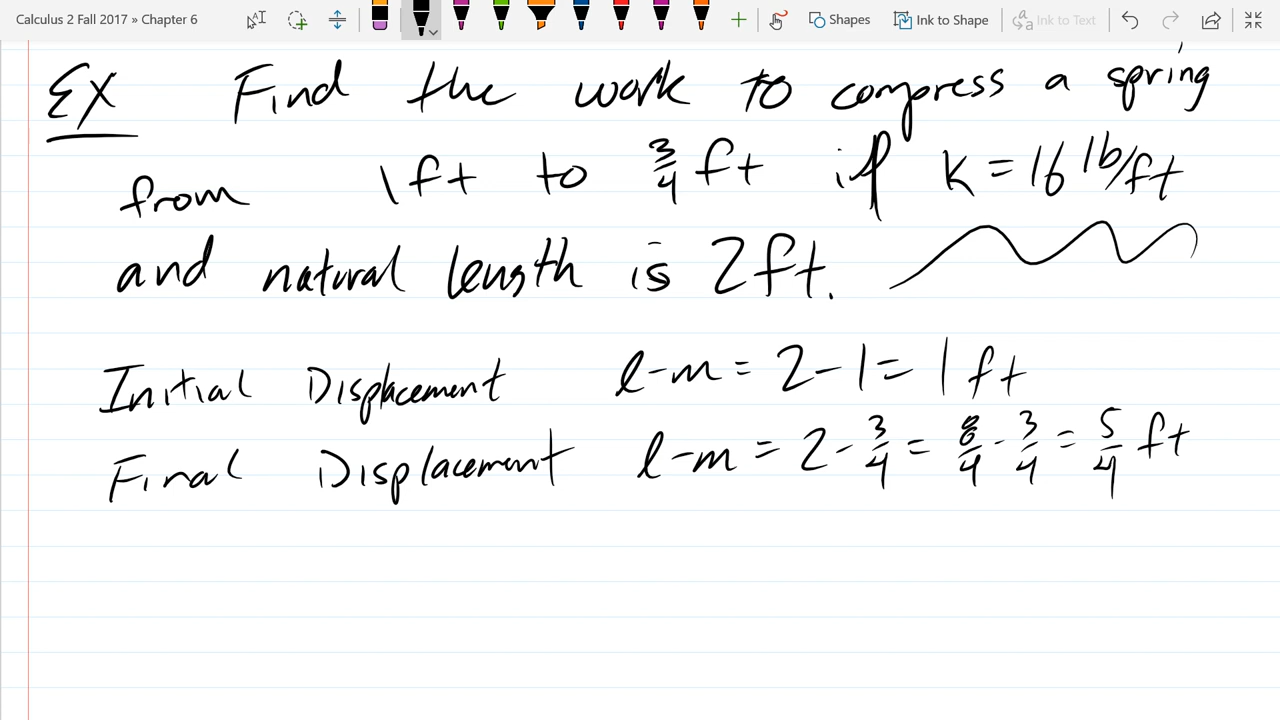 Calculus 2 Fall 2017 » Chapter 6
Shapes
Ink to Shape
Ink to Text
EX Find the work to compress a spring
from 1ft to 3/4 ft if K = 16 lb/ft
and natural length is 2ft.
Initial Displacement l-m = 2-1 = 1 ft
Final Displacement l-m = 2 - 3/4 = 8/4 - 3/4 = 5/4 ft